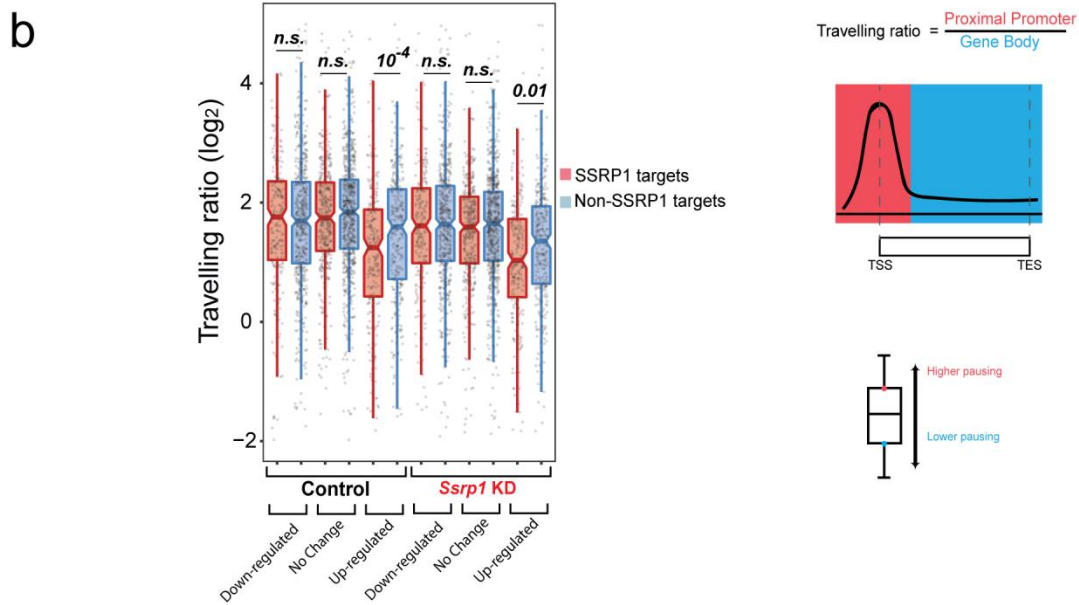 b
n.s.
n.s.
10⁻⁴
n.s.
n.s.
0.01
4
2
0
−2
Travelling ratio (log₂)
SSRP1 targets
Non-SSRP1 targets
Control
Ssrp1 KD
Down-regulated
No Change
Up-regulated
Down-regulated
No Change
Up-regulated
Travelling ratio = Proximal Promoter
Gene Body
TSS
TES
Higher pausing
Lower pausing